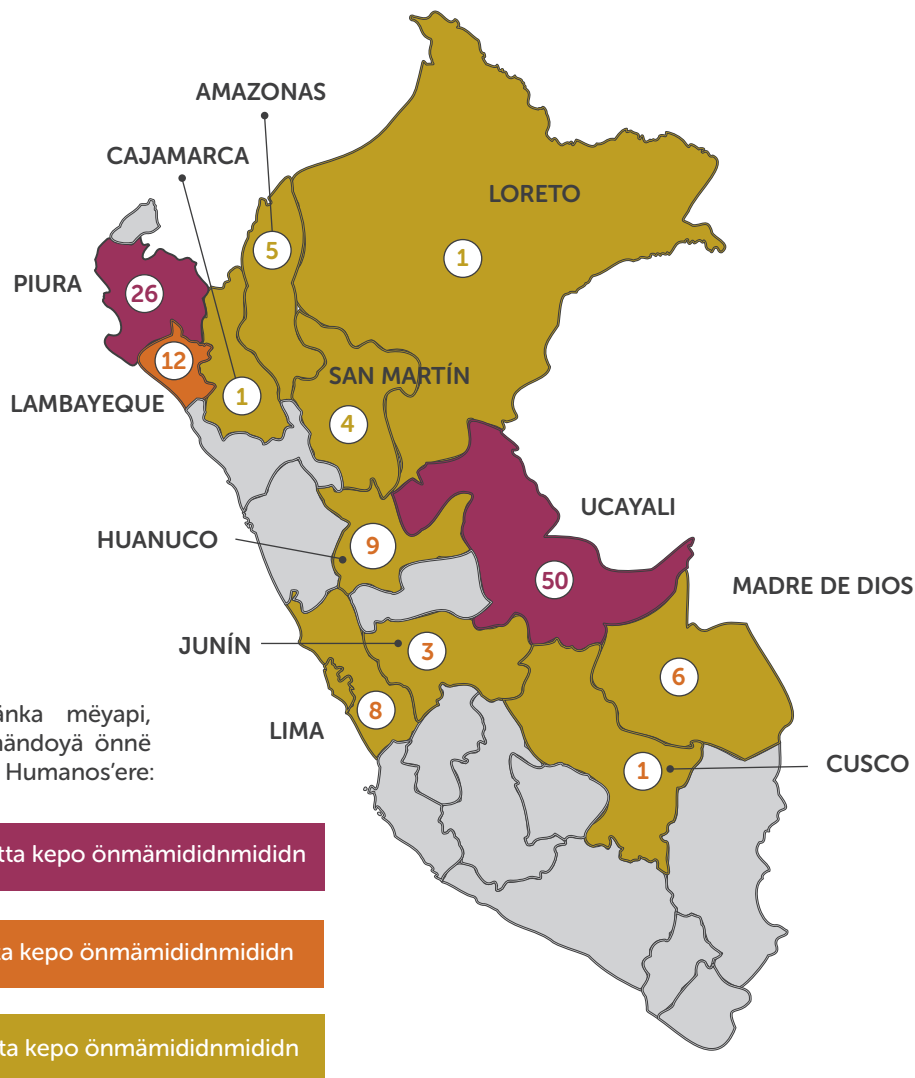 AMAZONAS
CAJAMARCA
LORETO
5
1
PIURA
26
12
SAN MARTÍN
LAMBAYEQUE
1
4
UCAYALI
HUANUCO
9
50
MADRE DE DIOS
JUNÍN
3
6
mëyapi,
8
LIMA
önnë
Humanos'ere:
1
CUSCO
kepo önmämididnmididn
kepo önmämididnmididn
kepo önmämididnmididn